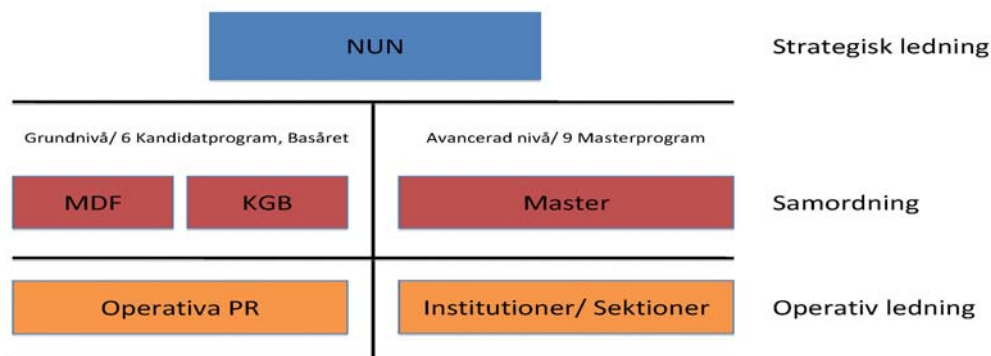 NUN
Strategisk ledning
Grundnivå/ 6 Kandidatprogram, Basåret
Avancerad nivå/ 9 Masterprogram
MDF
KGB
Master
Samordning
Operativa PR
Institutioner/ Sektioner
Operativ ledning